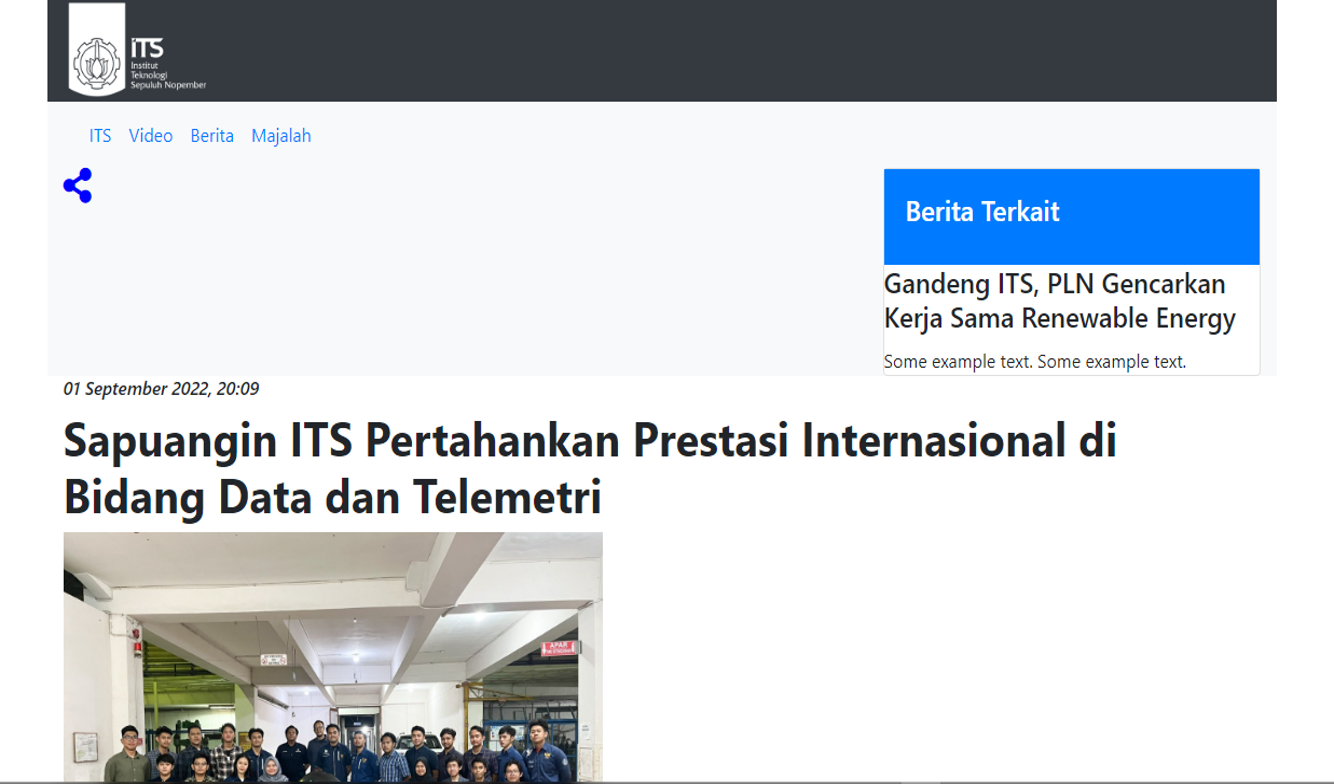 iTS
Institut
Teknologi
Sepuluh Nopember
ITS Video Berita Majalah
Berita Terkait
Gandeng ITS, PLN Gencarkan
Kerja Sama Renewable Energy
Some example text. Some example text.
01 September 2022, 20:09
Sapuangin ITS Pertahankan Prestasi Internasional di
Bidang Data dan Telemetri
APAR